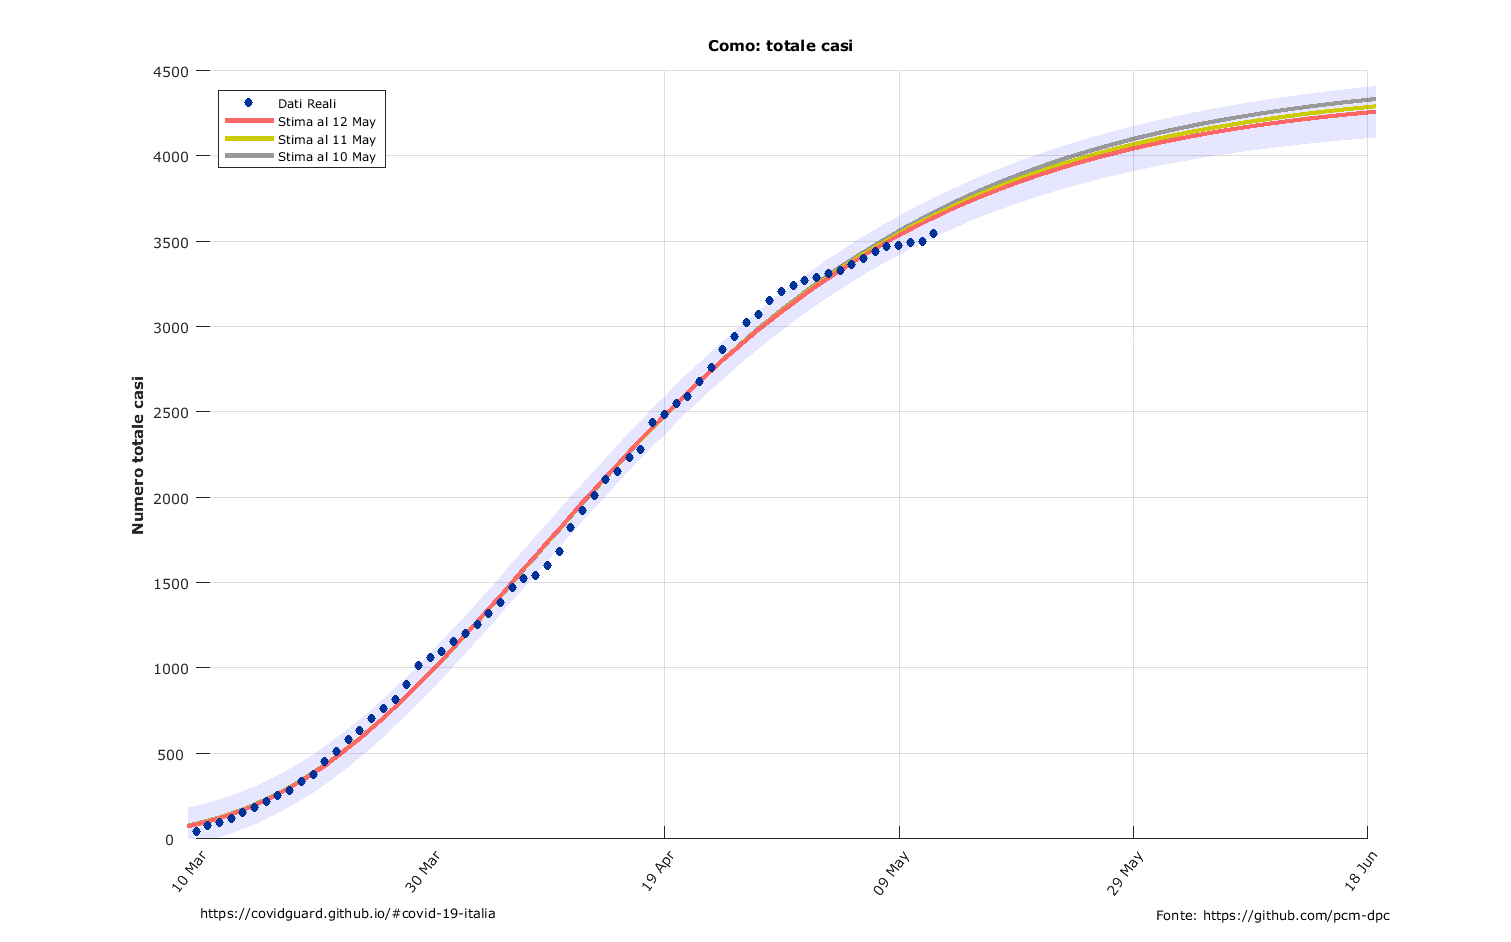 Como: totale casi
4500
4000
3500
3000
2500
2000
1500
1000
500
0
Numero totale casi
Dati Reali
Stima al 12 May
Stima al 11 May
Stima al 10 May
10 Mar
30 Mar
19 Apr
09 May
29 May
18 Jun
https://covidguard.github.io/#covid-19-italia
Fonte: https://github.com/pcm-dpc